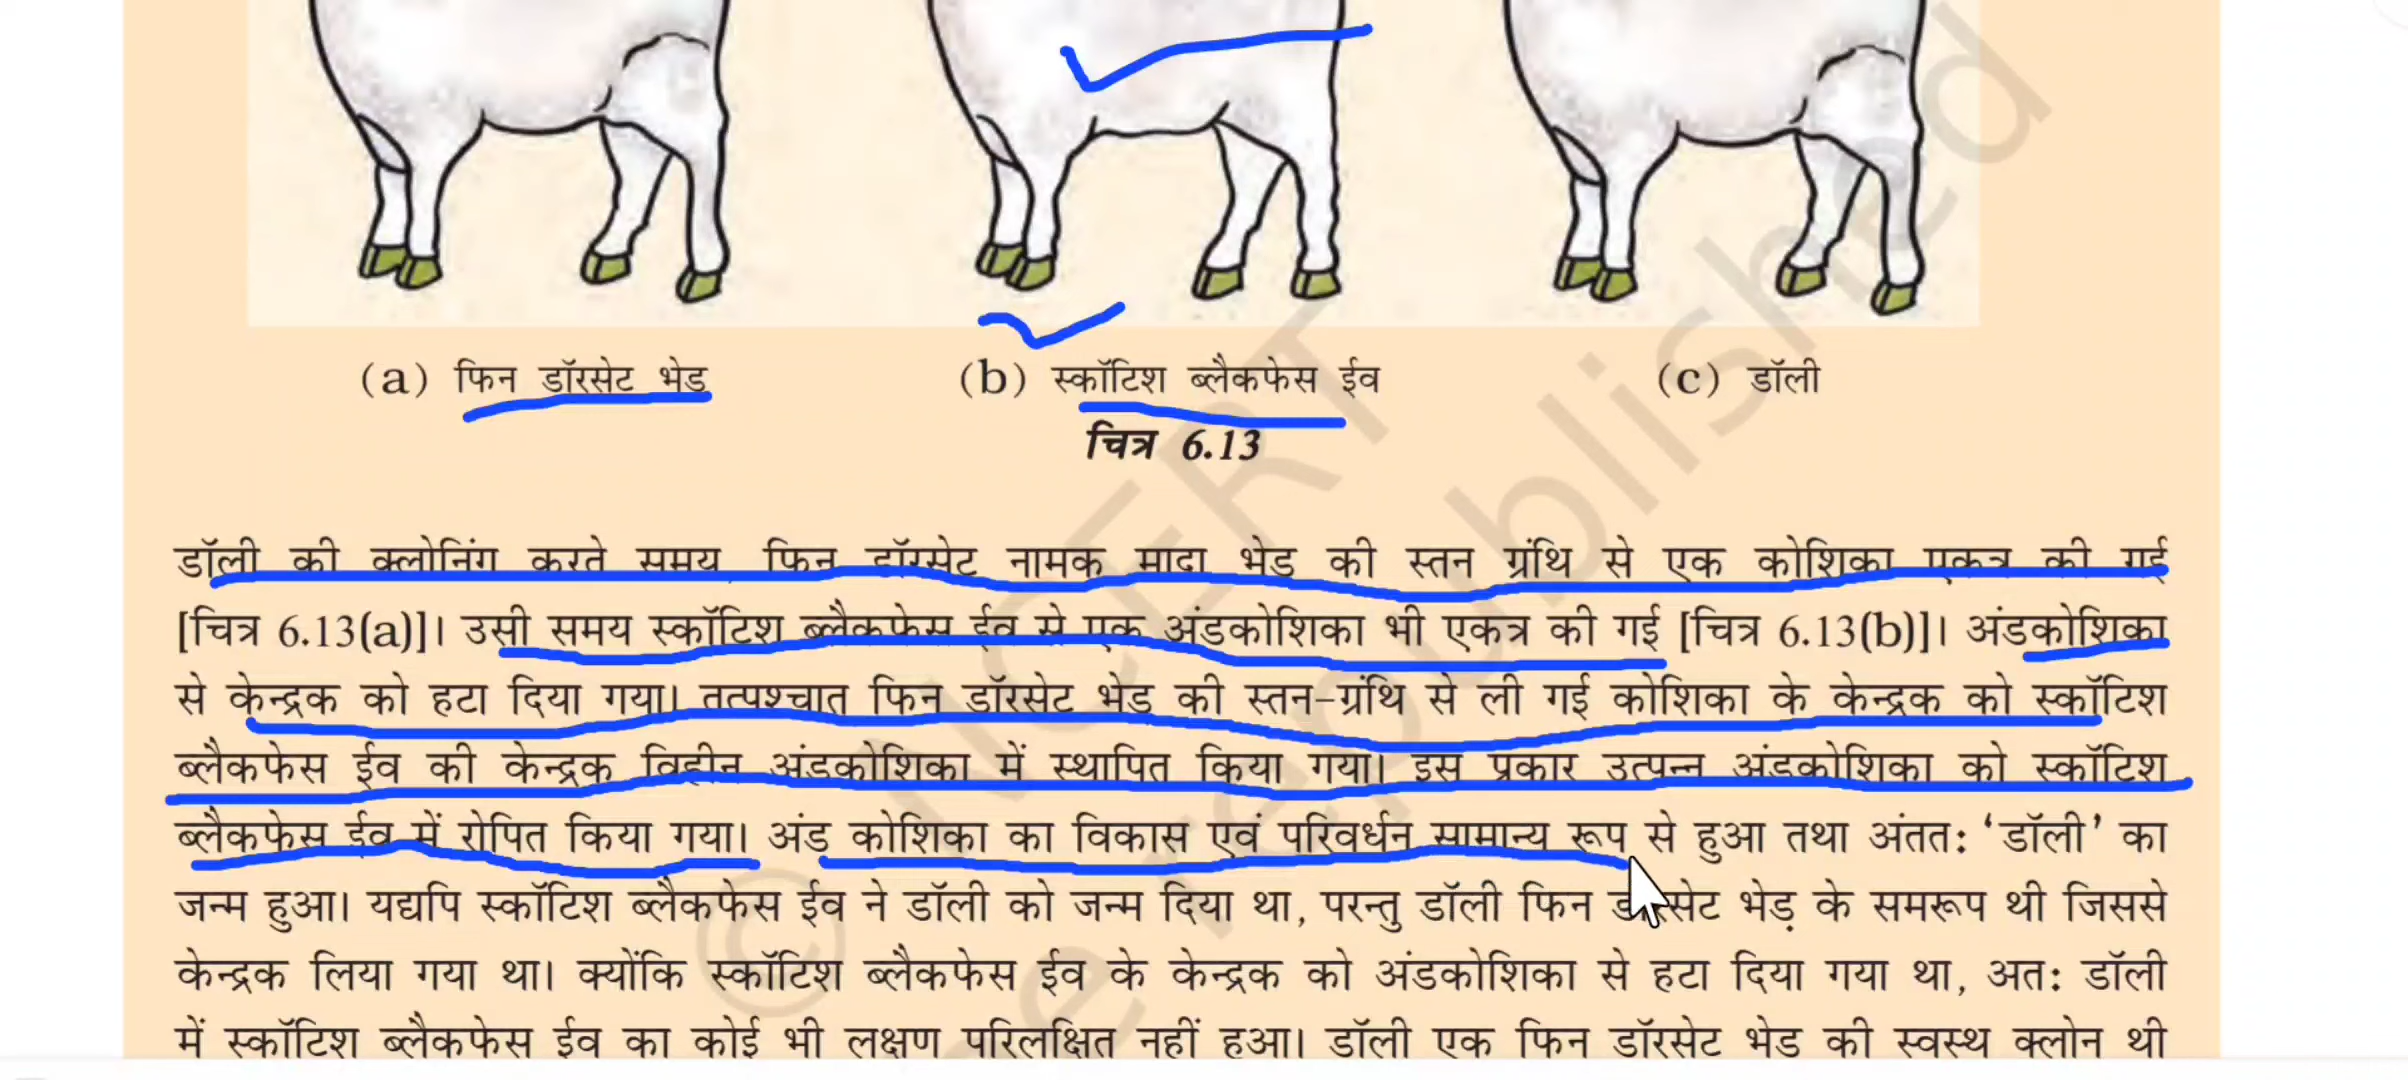 (a) फिन डॉरसेट भेड़
(b) स्कॉटिश ब्लैकफेस ईव
(c) डॉली
चित्र 6.13
डॉली की क्लोनिंग करते समय फिन डॉरसेट नामक मादा भेड़ की स्तन ग्रंथि से एक कोशिका एकत्र की गई
[चित्र 6.13(a)]। उसी समय स्कॉटिश ब्लैकफेस ईव से एक अंडकोशिका भी एकत्र की गई [चित्र 6.13(b)]। अंडकोशिका
से केन्द्रक को हटा दिया गया। तत्पश्चात फिन डॉरसेट भेड़ की स्तन-ग्रंथि से ली गई कोशिका के केन्द्रक को स्कॉटिश
ब्लैकफेस ईव की केन्द्रक विहीन अंडकोशिका में स्थापित किया गया। इस प्रकार उत्पन्न अंडकोशिका को स्कॉटिश
ब्लैकफेस ईव में रोपित किया गया। अंड कोशिका का विकास एवं परिवर्धन सामान्य रूप से हुआ तथा अंततः ‘डॉली’ का
जन्म हुआ। यद्यपि स्कॉटिश ब्लैकफेस ईव ने डॉली को जन्म दिया था, परन्तु डॉली फिन डॉरसेट भेड़ के समरूप थी जिससे
केन्द्रक लिया गया था। क्योंकि स्कॉटिश ब्लैकफेस ईव के केन्द्रक को अंडकोशिका से हटा दिया गया था, अतः डॉली
में स्कॉटिश ब्लैकफेस ईव का कोई भी लक्षण परिलक्षित नहीं हुआ। डॉली एक फिन डॉरसेट भेड़ की स्वस्थ क्लोन थी
© NCERT
republished